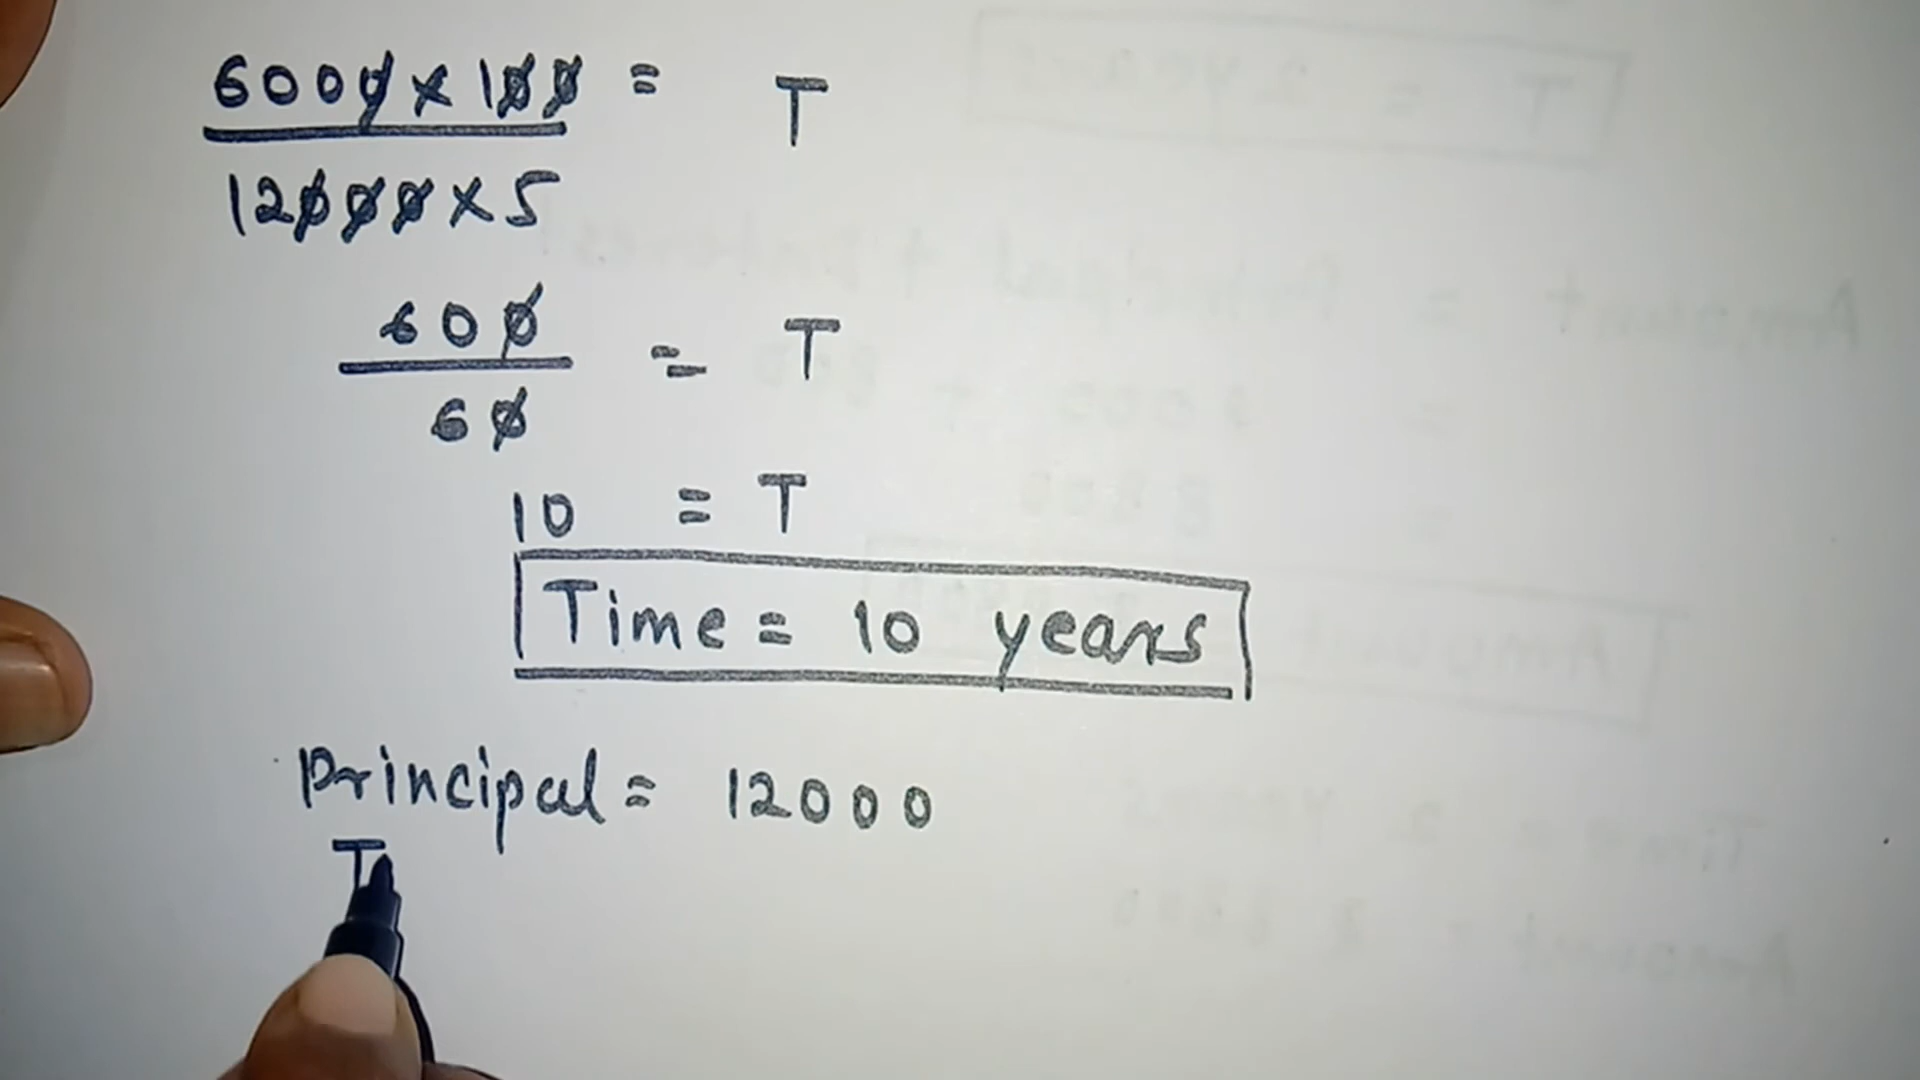 6000 × 100 = T
12000 × 5
600 = T
60
10 = T
Time = 10 years
Principal = 12000
T